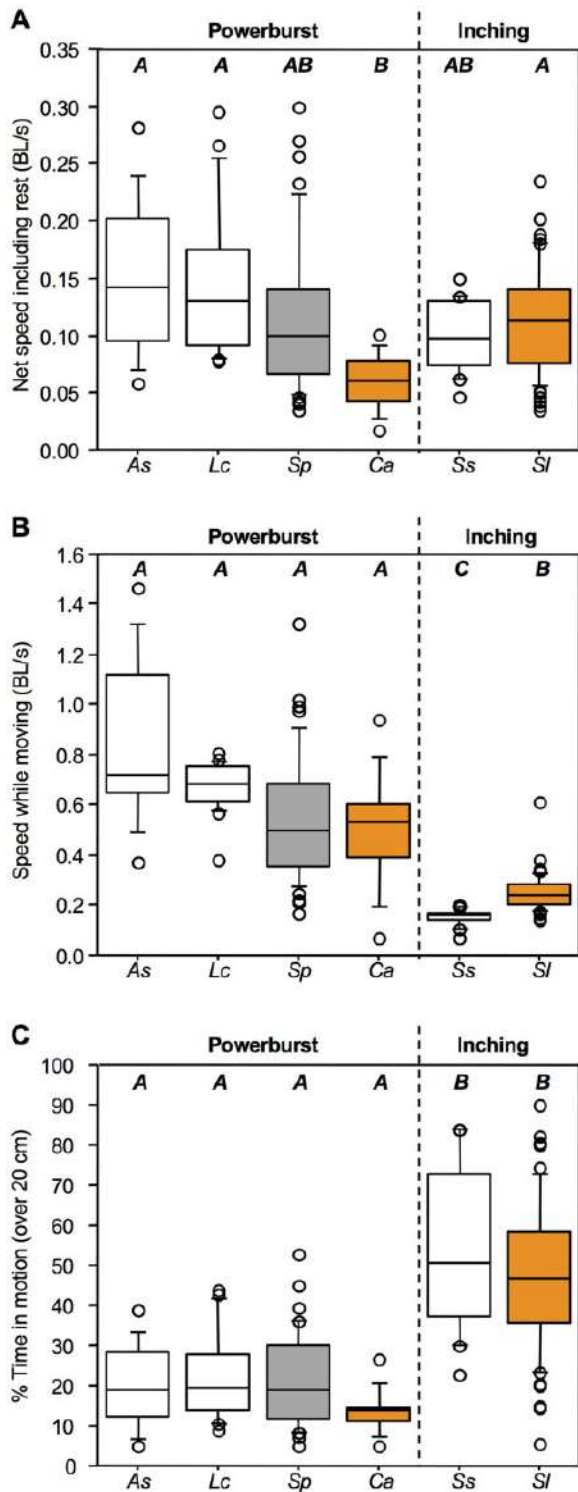 A
Powerburst Inching
A A AB B AB A
Net speed including rest (BL/s)
0.35
0.30
0.25
0.20
0.15
0.10
0.05
0.00
As Lc Sp Ca Ss Sl
B
Powerburst Inching
A A A A C B
Speed while moving (BL/s)
1.6
1.4
1.2
1.0
0.8
0.6
0.4
0.2
0.0
As Lc Sp Ca Ss Sl
C
Powerburst Inching
A A A A B B
% Time in motion (over 20 cm)
100
90
80
70
60
50
40
30
20
10
0
As Lc Sp Ca Ss Sl